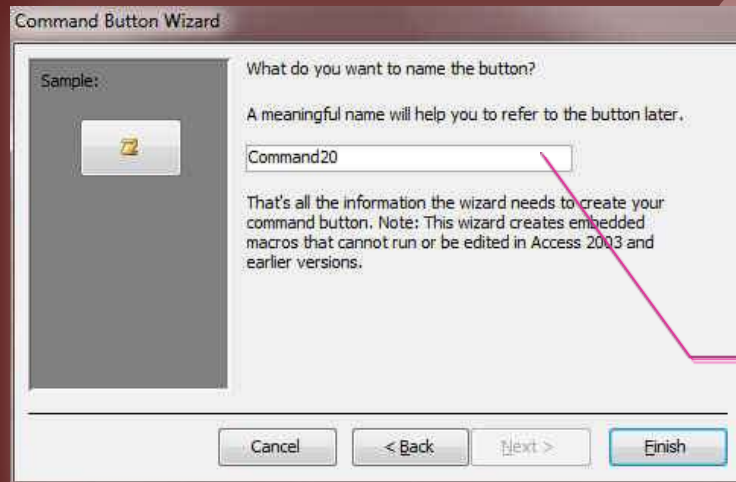 Command Button Wizard
Sample:
What do you want to name the button?
A meaningful name will help you to refer to the button later.
Command20
That's all the information the wizard needs to create your
command button. Note: This wizard creates embedded
macros that cannot run or be edited in Access 2003 and
earlier versions.
Cancel
< Back
Next >
Finish